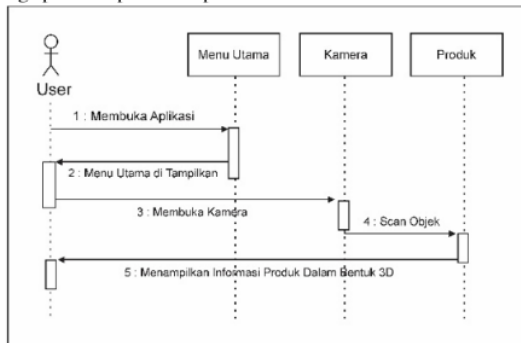 Menu Utama
Kamera
Produk
User
1 : Membuka Aplikasi
2 : Menu Utama di Tampilkan
3 : Membuka Kamera
4 : Scan Objek
5 : Menampilkan Informasi Produk Dalam Bentuk 3D